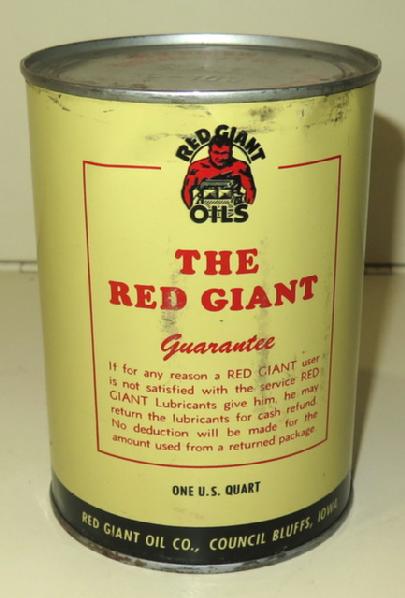 RED GIANT
OILS
THE
RED GIANT
Guarantee
If for any reason a RED GIANT user
is not satisfied with the service RED
GIANT Lubricants give him, he may
return the lubricants for cash refund.
No deduction will be made for the
amount used from a returned package.
ONE U.S. QUART
RED GIANT OIL CO., COUNCIL BLUFFS, IOWA